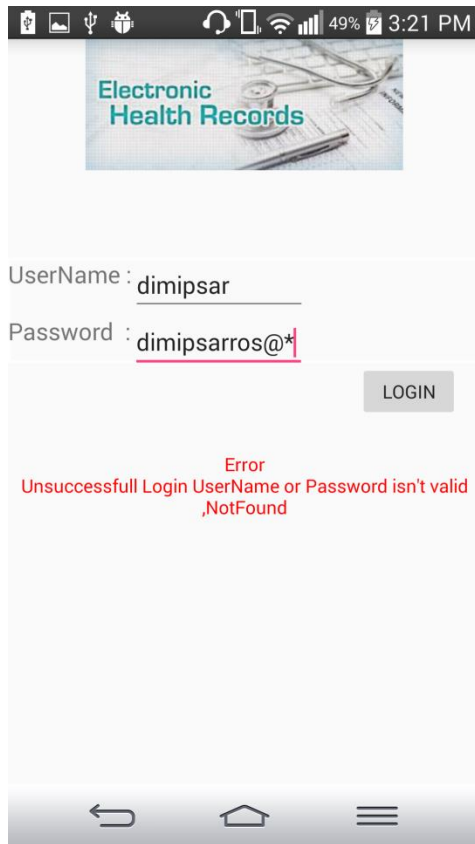 49% 3:21 PM
Electronic
Health Records
UserName : dimipsar
Password : dimipsarros@*
LOGIN
Error
Unsuccessfull Login UserName or Password isn't valid
,NotFound